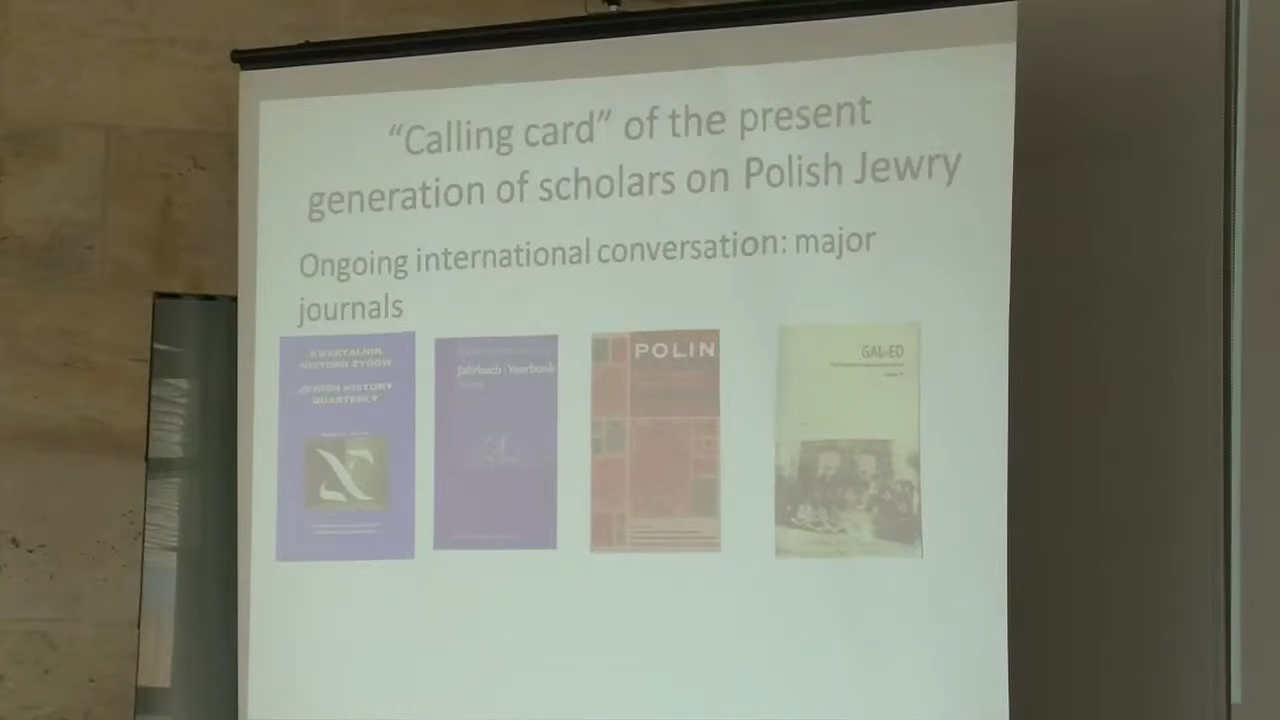 “Calling card” of the present
generation of scholars on Polish Jewry
Ongoing international conversation: major
journals
KWARTALNIK
HISTORII ŻYDÓW
JEWISH HISTORY
QUARTERLY
Jahrbuch · Yearbook
POLIN
GAL-ED